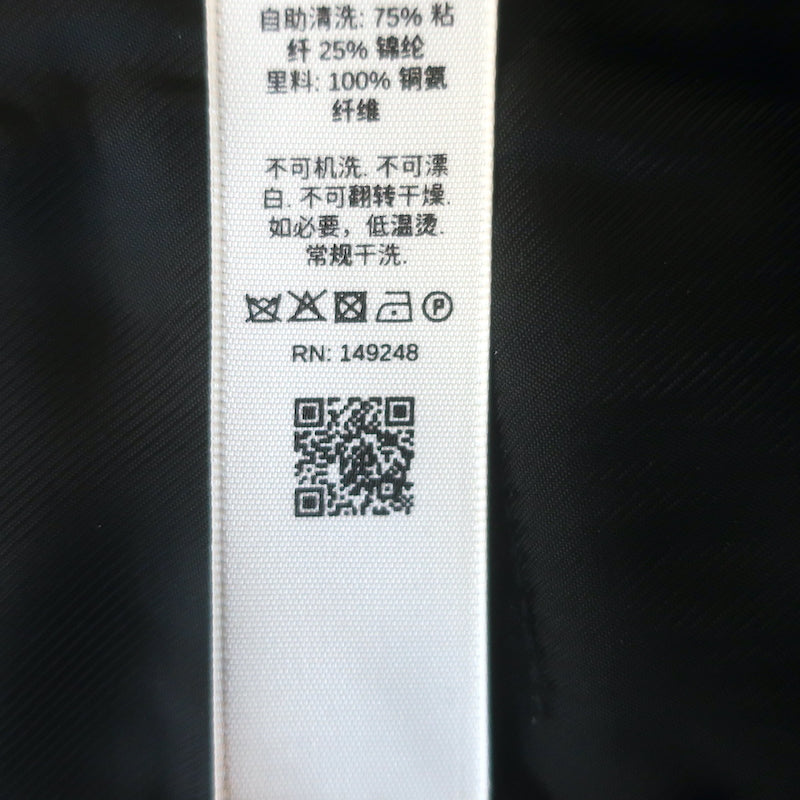 自助清洗: 75% 粘
纤 25% 锦纶
里料: 100% 铜氨
纤维
不可机洗. 不可漂
白. 不可翻转干燥.
如必要，低温烫.
常规干洗.
P
RN: 149248